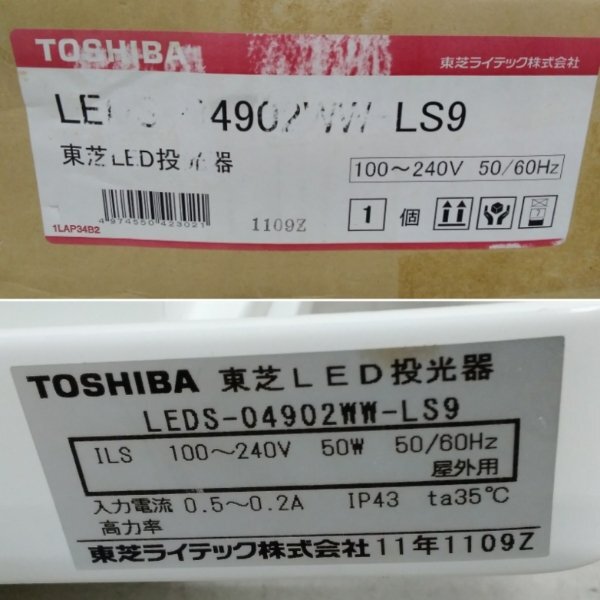 TOSHIBA 東芝ライテック株式会社
LEDS-04902WW-LS9
東芝LED投光器
100～240V 50/60Hz
1 個
4 974550 423021
1109Z
1LAP34B2
TOSHIBA 東芝LED投光器
LEDS-04902WW-LS9
ILS 100～240V 50W 50/60Hz
屋外用
入力電流 0.5～0.2A IP43 ta35℃
高力率
東芝ライテック株式会社 11年1109Z